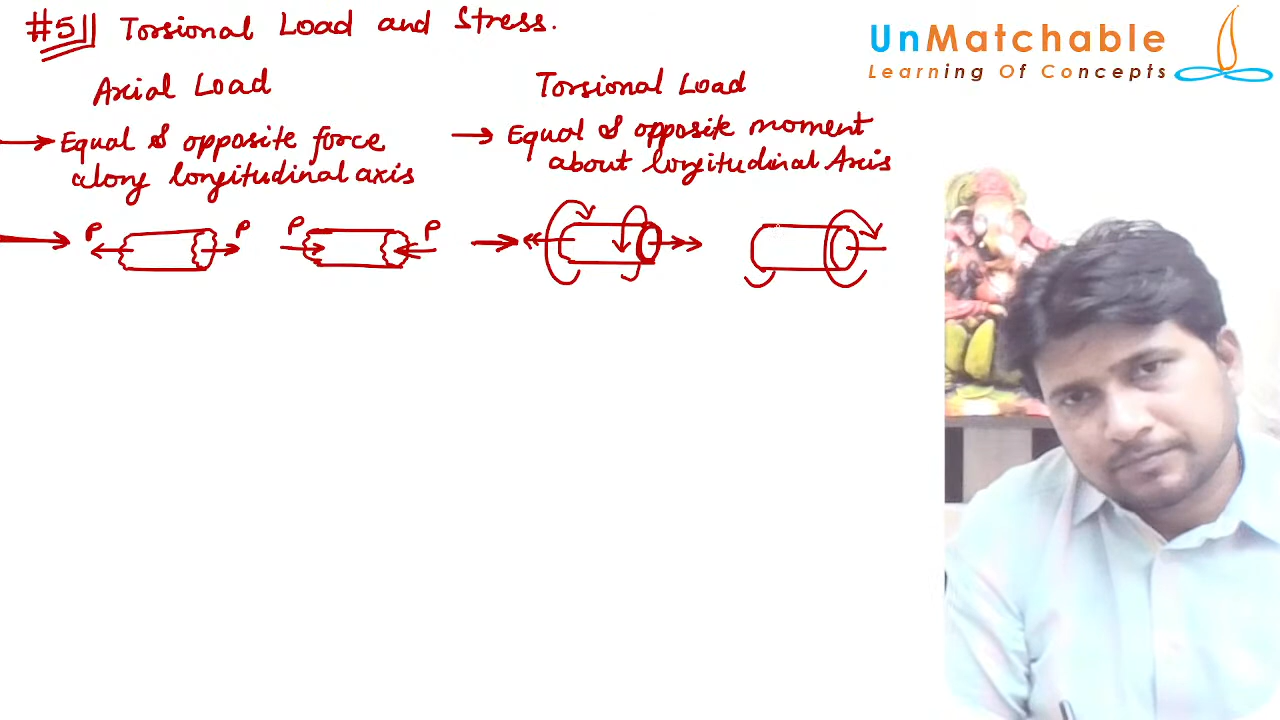 #51 Torsional Load and Stress.
UnMatchable
Learning Of Concepts
Axial Load
→ Equal & opposite force
along longitudinal axis
P P P P
Torsional Load
→ Equal & opposite moment
about longitudinal Axis